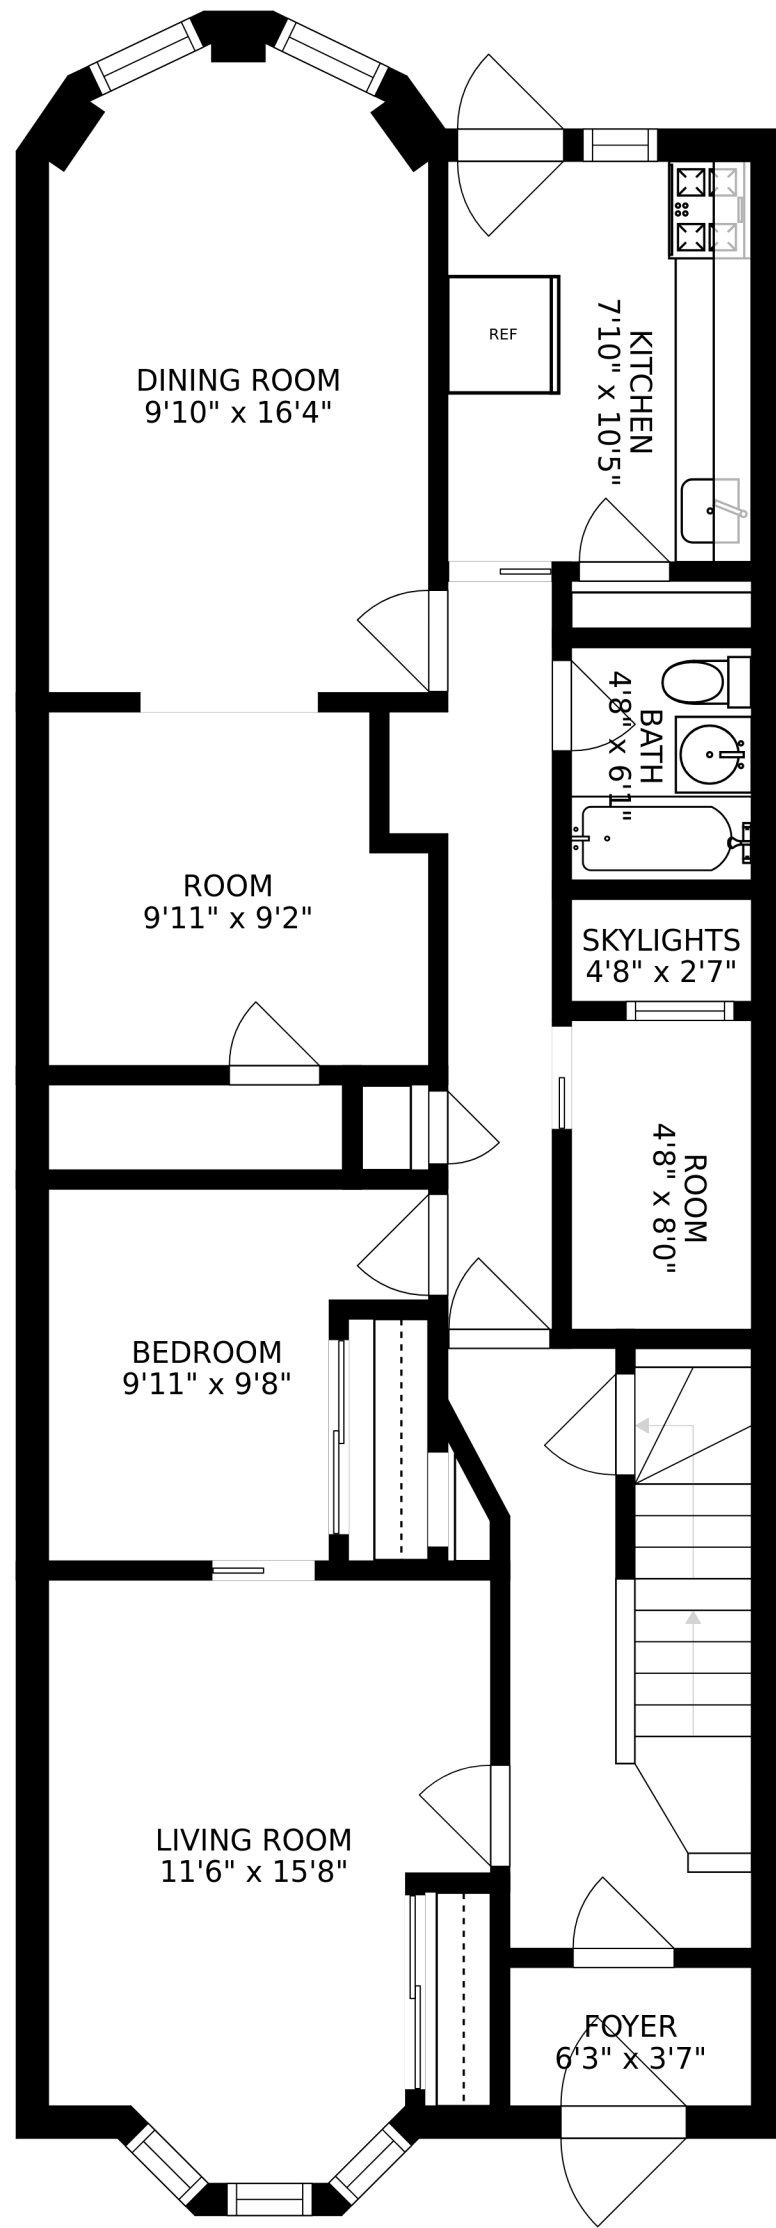 REF
KITCHEN
7'10" x 10'5"
DINING ROOM
9'10" x 16'4"
BATH
4'8" x 6'1"
ROOM
9'11" x 9'2"
SKYLIGHTS
4'8" x 2'7"
ROOM
4'8" x 8'0"
BEDROOM
9'11" x 9'8"
LIVING ROOM
11'6" x 15'8"
FOYER
6'3" x 3'7"